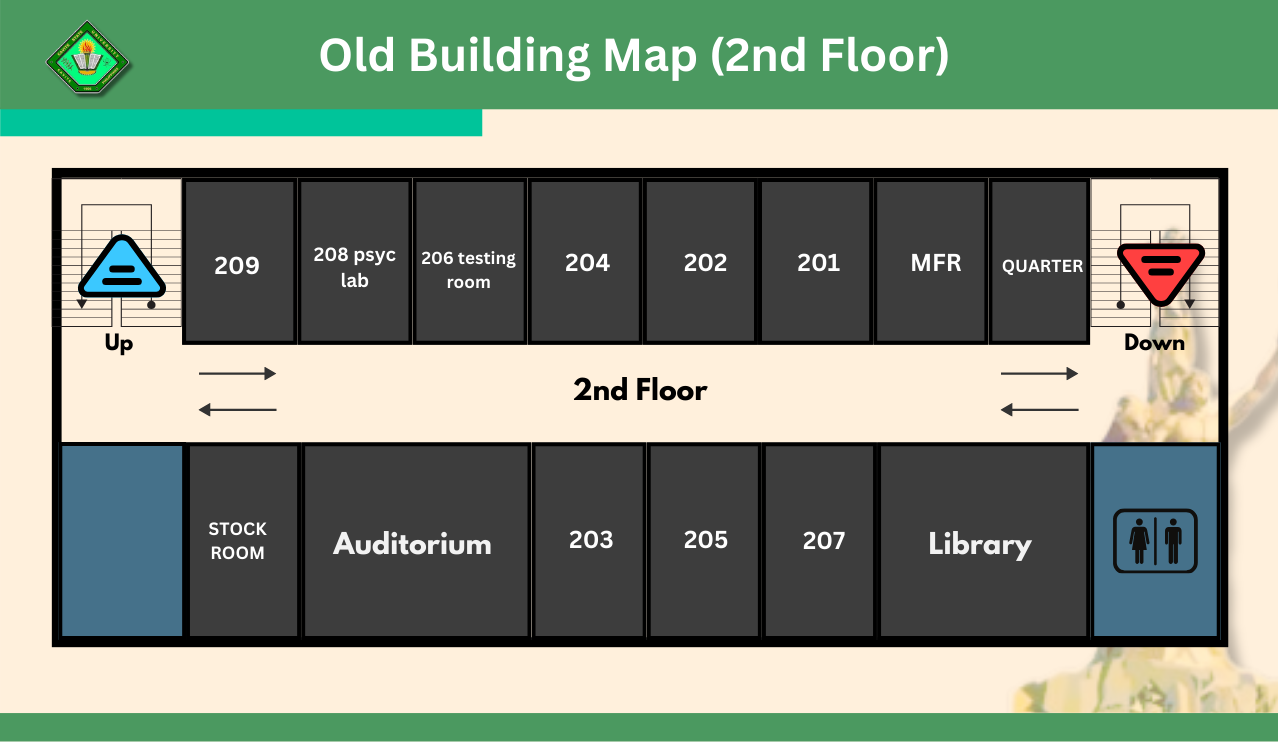 Old Building Map (2nd Floor)
209
208 psyc
lab
206 testing
room
204
202
201
MFR
QUARTER
Up
Down
2nd Floor
STOCK
ROOM
Auditorium
203
205
207
Library